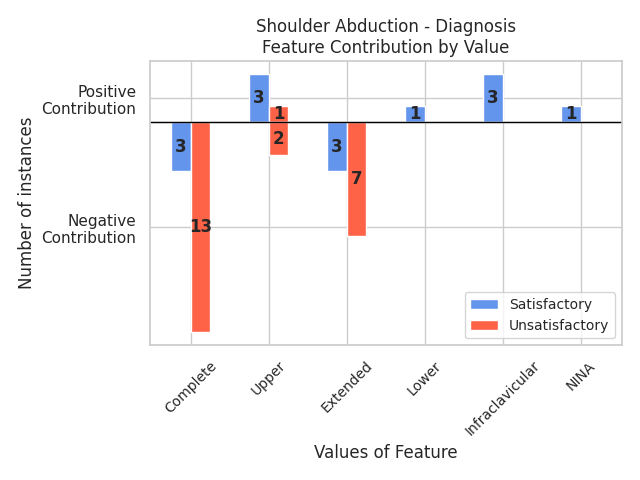 Shoulder Abduction - Diagnosis
Feature Contribution by Value
Positive
Contribution
Negative
Contribution
Number of instances
3
13
3
1
2
3
7
1
3
1
Satisfactory
Unsatisfactory
Complete
Upper
Extended
Lower
Infraclavicular
NINA
Values of Feature